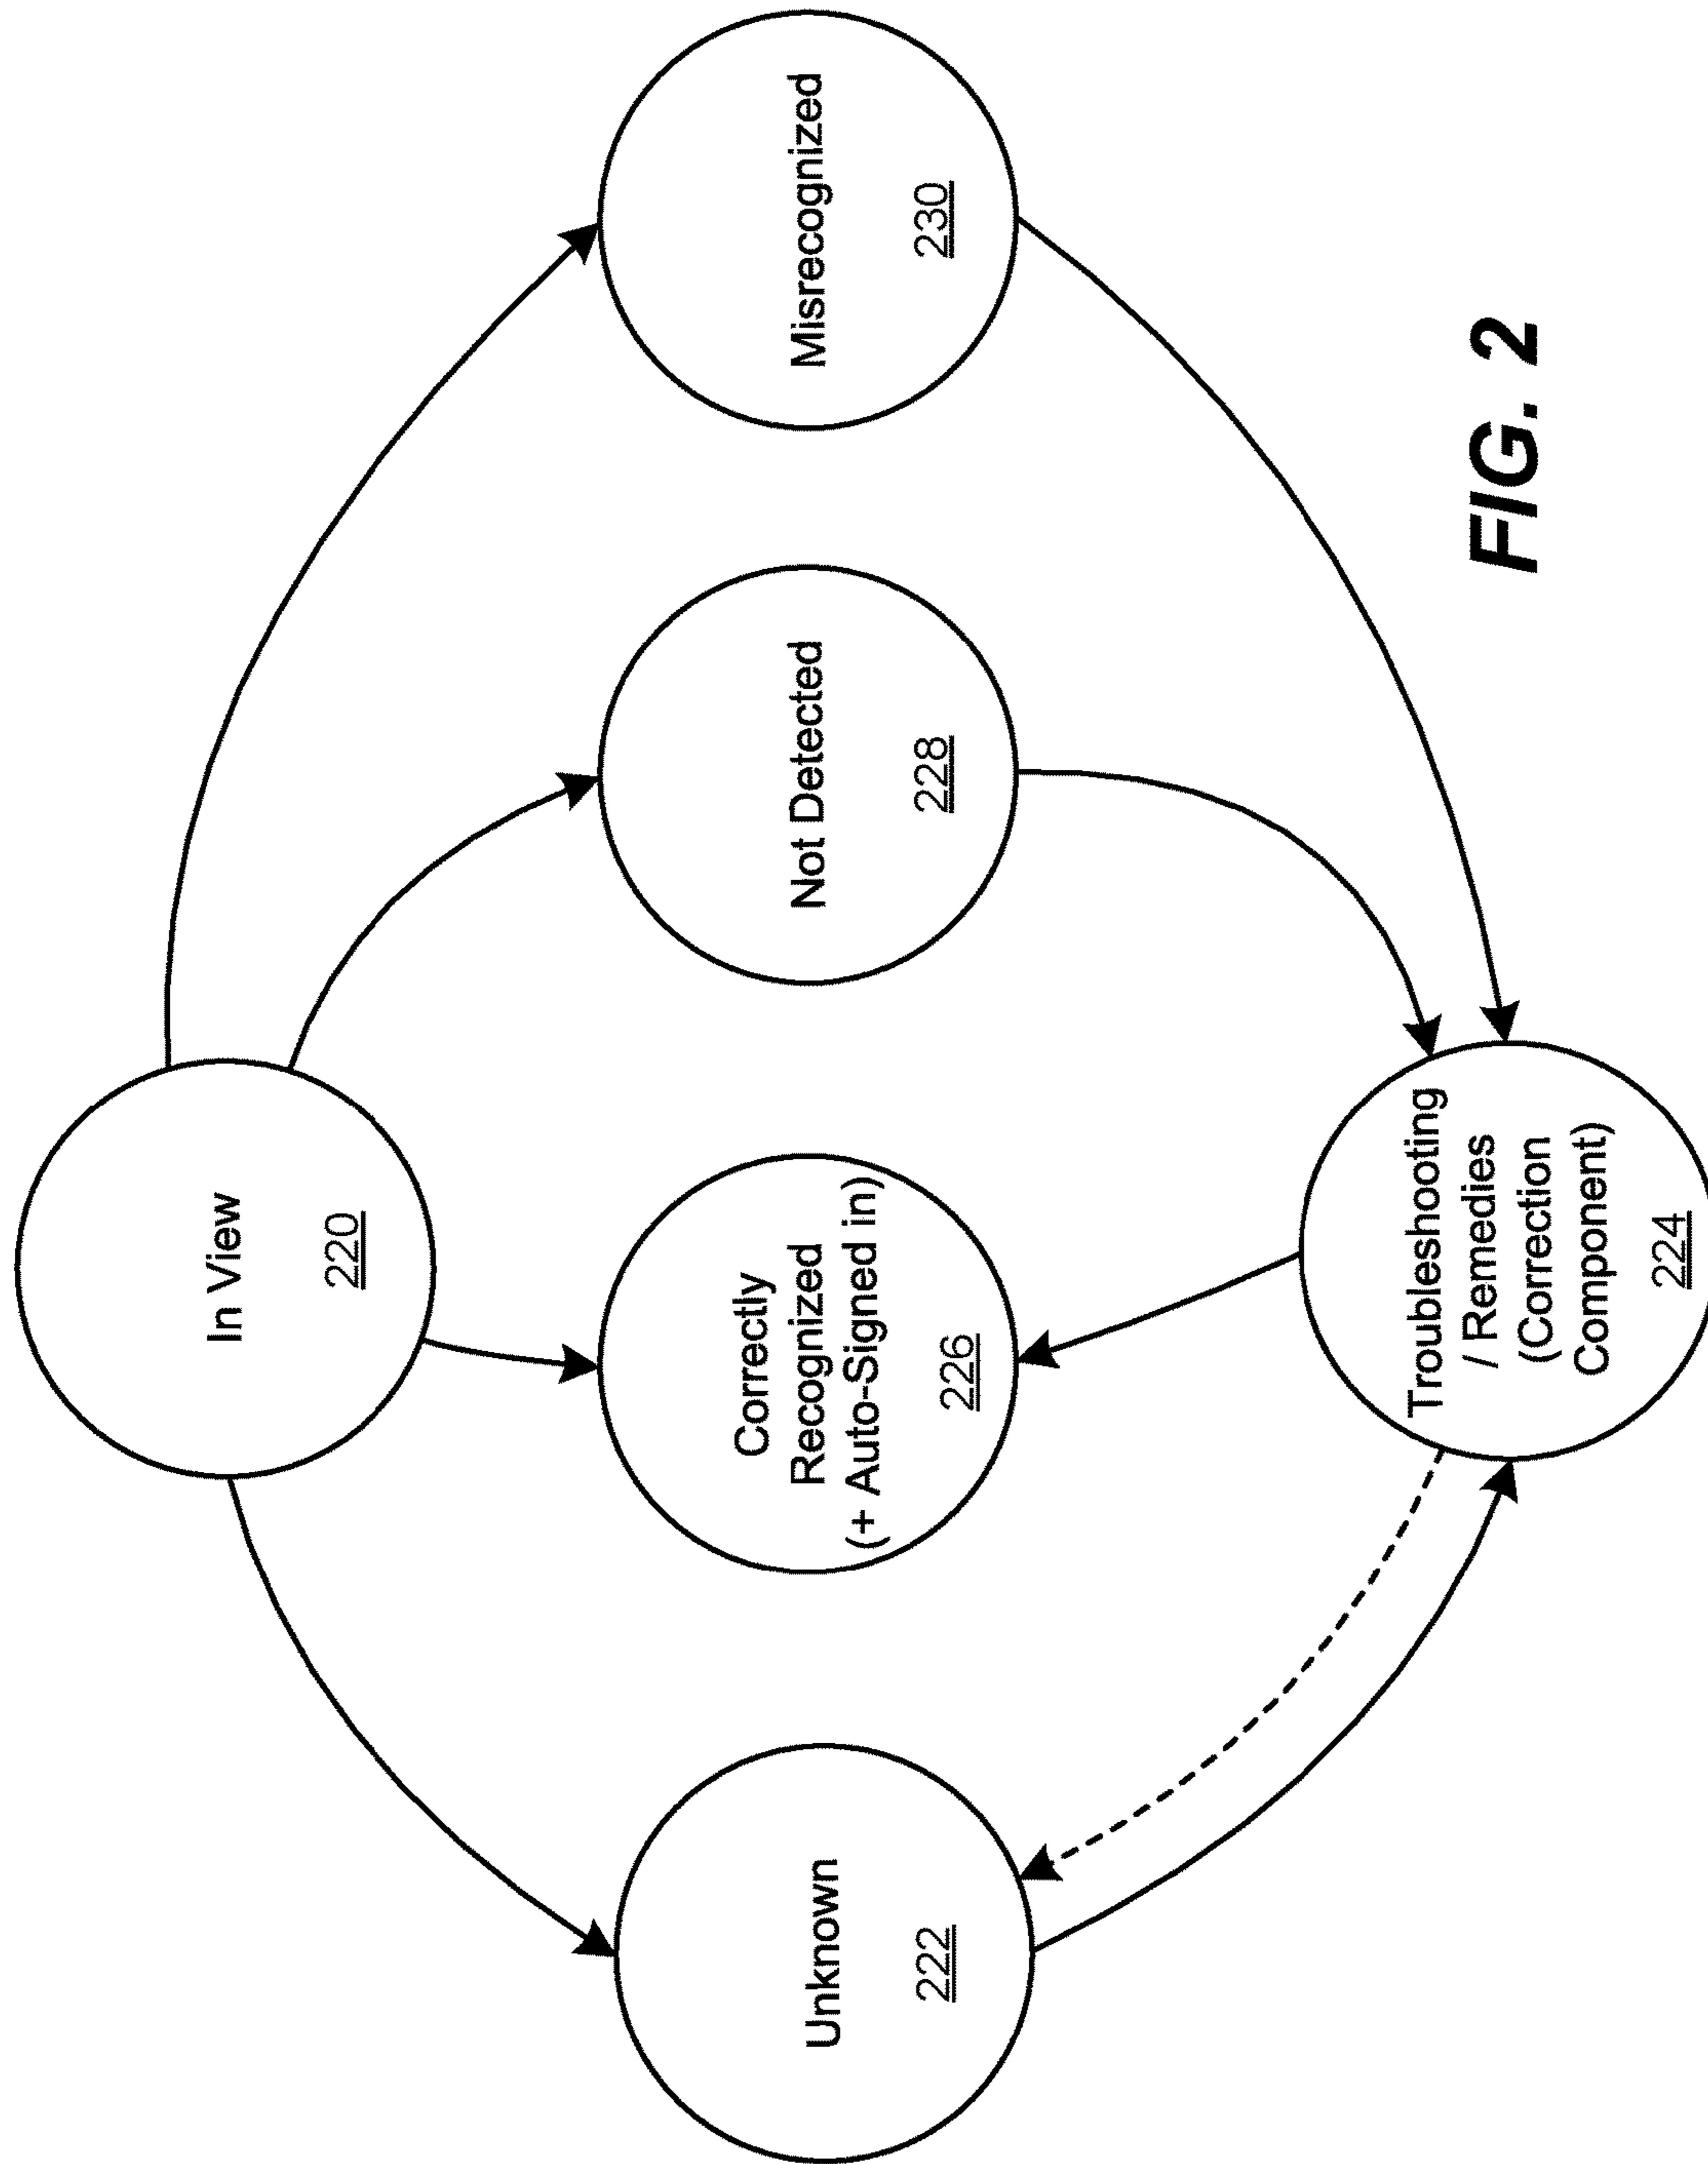 In View
220
Unknown
222
Correctly
Recognized
(+ Auto-Signed in)
226
Not Detected
228
Misrecognized
230
Troubleshooting
/ Remedies
(Correction
Component)
224
FIG. 2